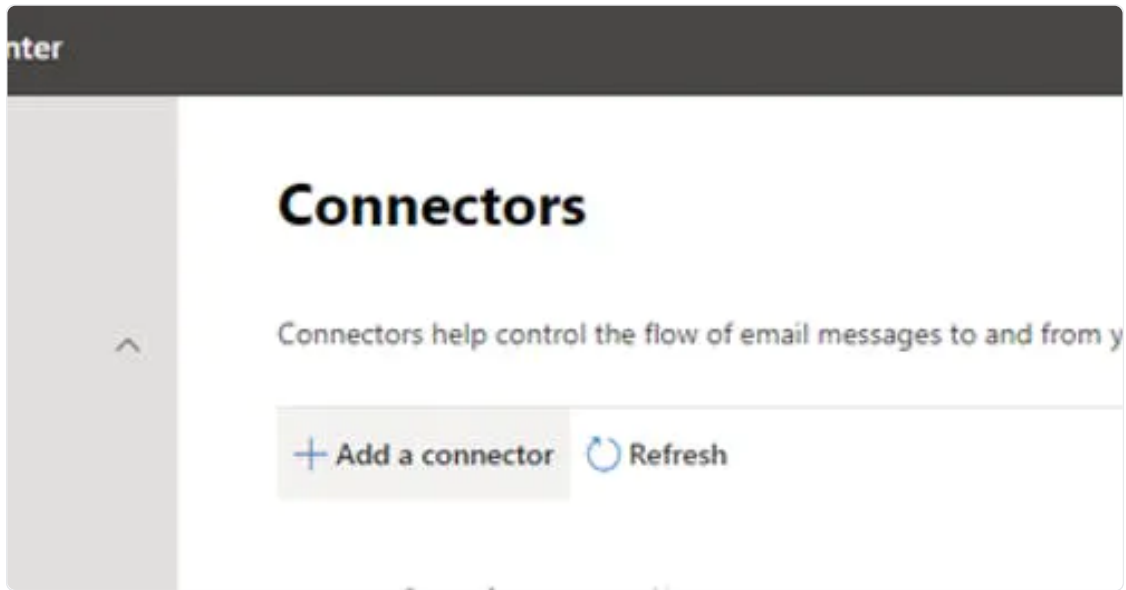 nter
Connectors
Connectors help control the flow of email messages to and from y
Add a connector Refresh